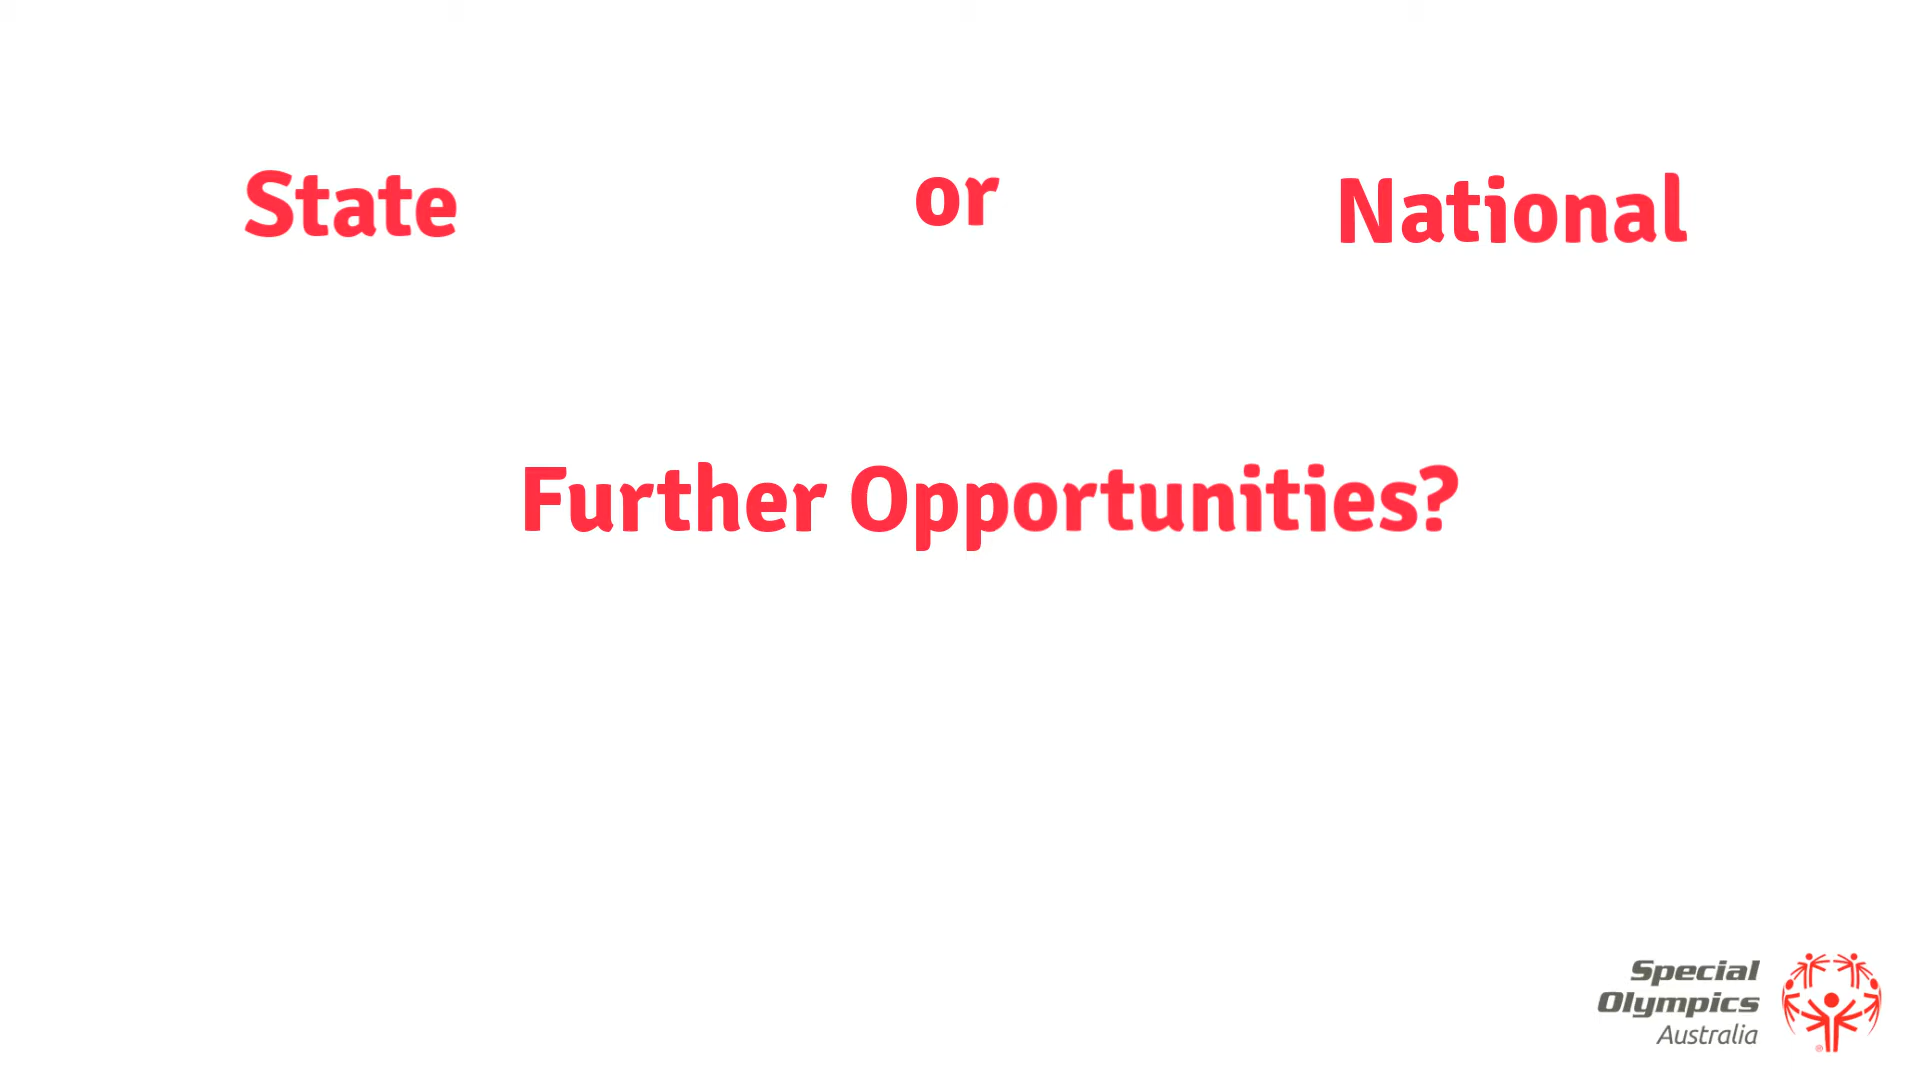 State or National
Further Opportunities?
Special
Olympics
Australia
®